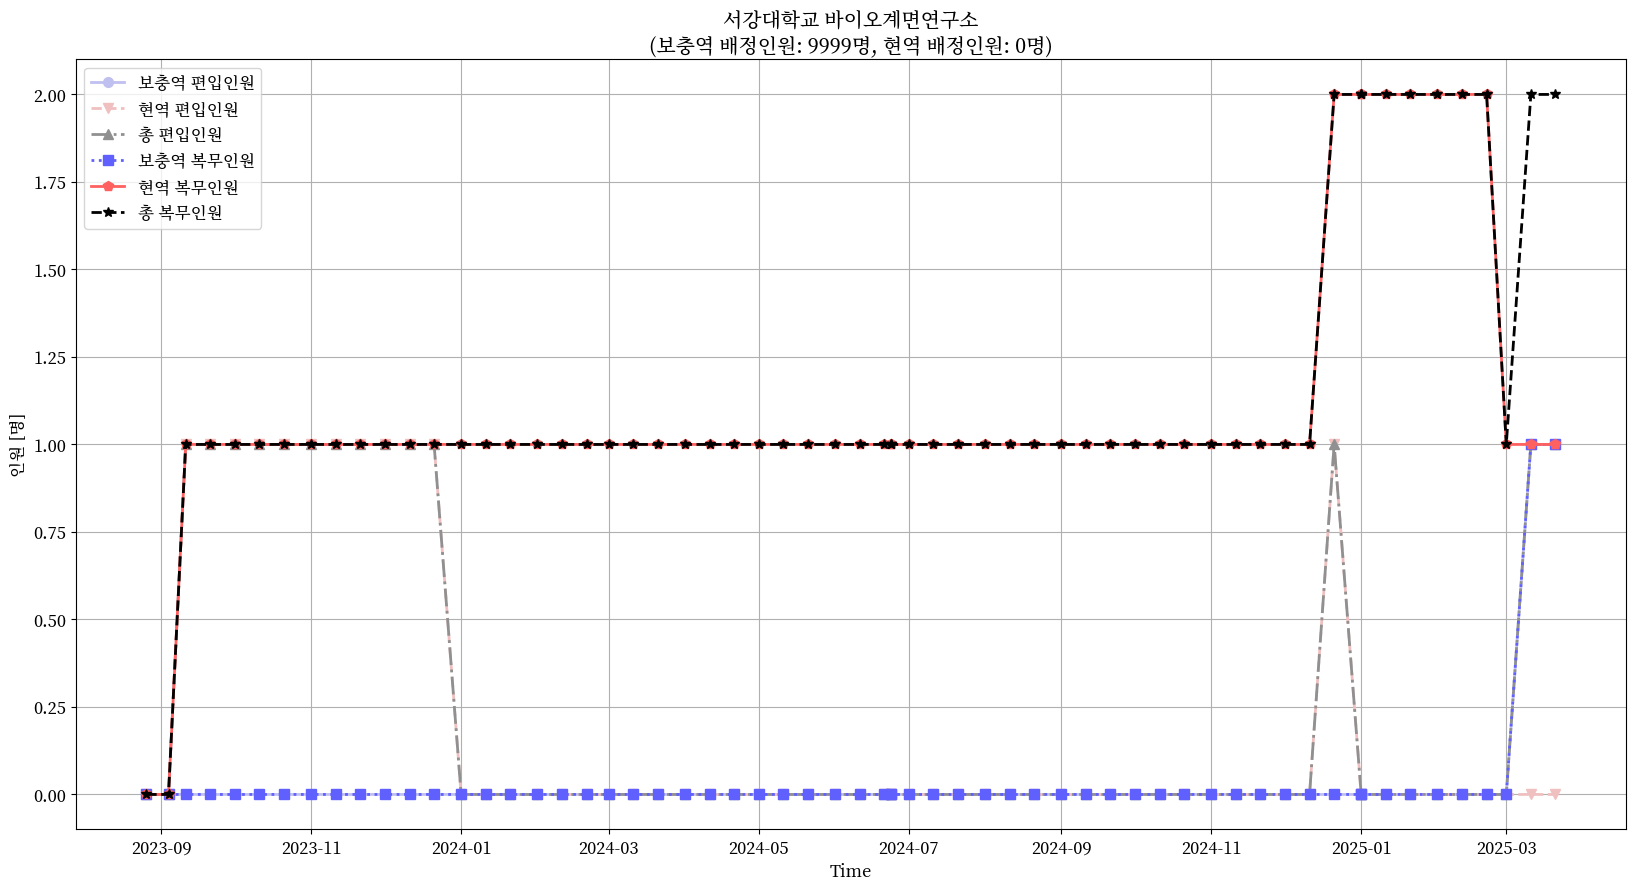 서강대학교 바이오계면연구소
(보충역 배정인원: 9999명, 현역 배정인원: 0명)
보충역 편입인원
현역 편입인원
총 편입인원
보충역 복무인원
현역 복무인원
총 복무인원
2.00
1.75
1.50
1.25
1.00
0.75
0.50
0.25
0.00
인원 [명]
2023-09 2023-11 2024-01 2024-03 2024-05 2024-07 2024-09 2024-11 2025-01 2025-03
Time